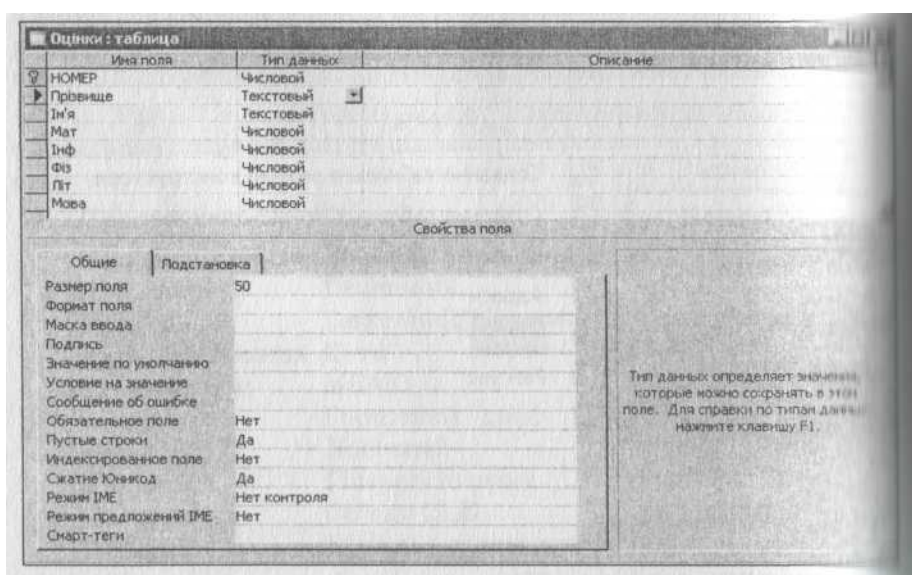 Оцінки : таблица
Имя поля Тип данных Описание
НОМЕР Числовой
Прізвище Текстовый
Ім'я Текстовый
Мат Числовой
Інф Числовой
Фіз Числовой
Літ Числовой
Мова Числовой
Свойства поля
Общие Подстановка
Размер поля 50
Формат поля
Маска ввода
Подпись
Значение по умолчанию
Условие на значение
Сообщение об ошибке
Обязательное поле Нет
Пустые строки Да
Индексированное поле Нет
Сжатие Юникод Да
Режим IME Нет контроля
Режим предложений IME Нет
Смарт-теги
Тип данных определяет значения,
которые можно сохранять в этом
поле. Для справки по типам данных
нажмите клавишу F1.